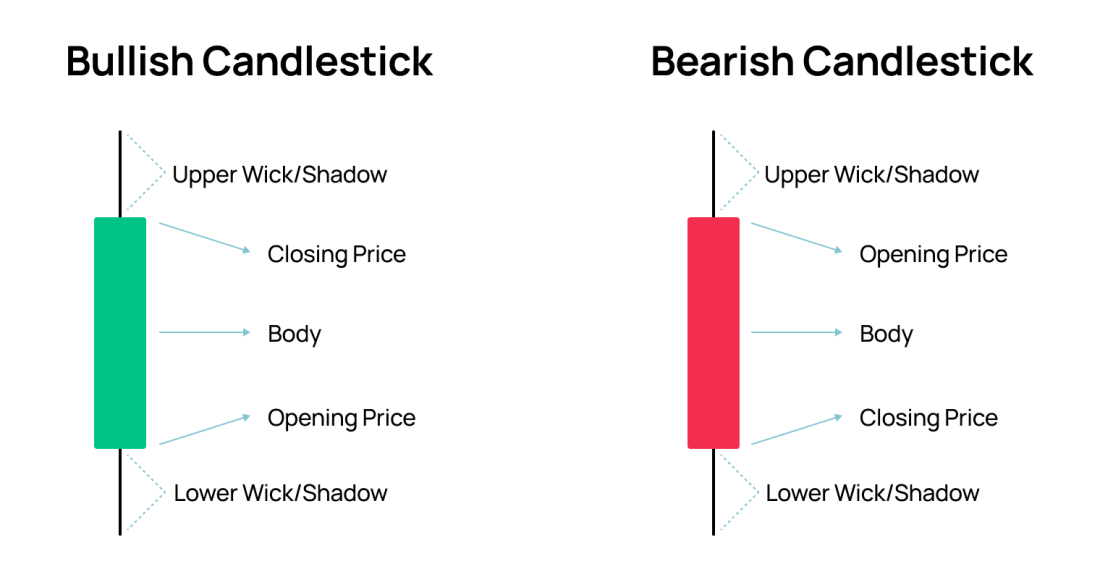 Bullish Candlestick
Upper Wick/Shadow
Closing Price
Body
Opening Price
Lower Wick/Shadow
Bearish Candlestick
Upper Wick/Shadow
Opening Price
Body
Closing Price
Lower Wick/Shadow